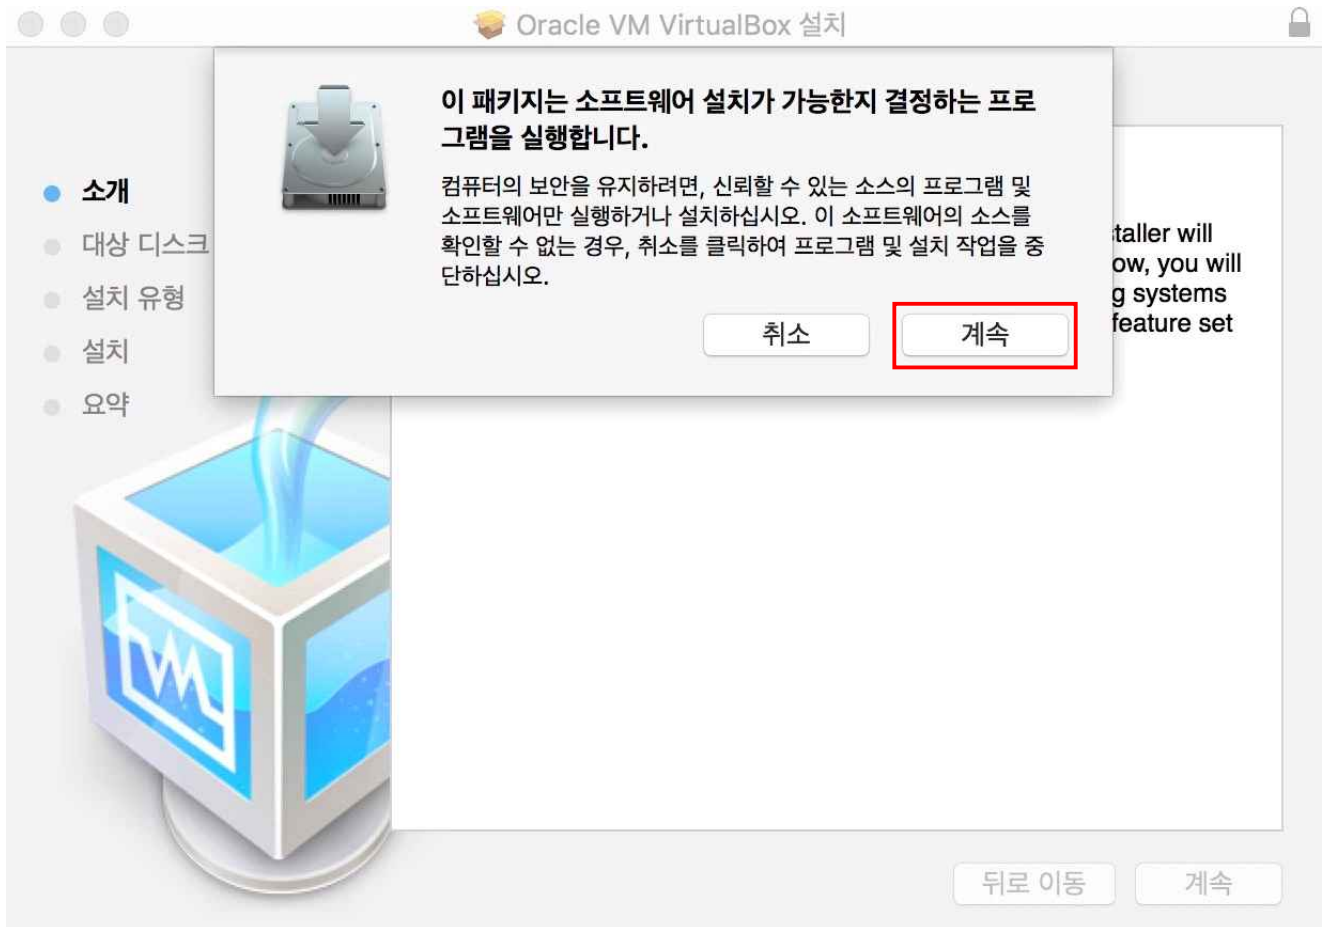 Oracle VM VirtualBox 설치
이 패키지는 소프트웨어 설치가 가능한지 결정하는 프로
그램을 실행합니다.
컴퓨터의 보안을 유지하려면, 신뢰할 수 있는 소스의 프로그램 및
소프트웨어만 실행하거나 설치하십시오. 이 소프트웨어의 소스를
확인할 수 없는 경우, 취소를 클릭하여 프로그램 및 설치 작업을 중
단하십시오.
취소 계속
소개
대상 디스크
설치 유형
설치
요약
taller will
ow, you will
g systems
feature set
뒤로 이동 계속